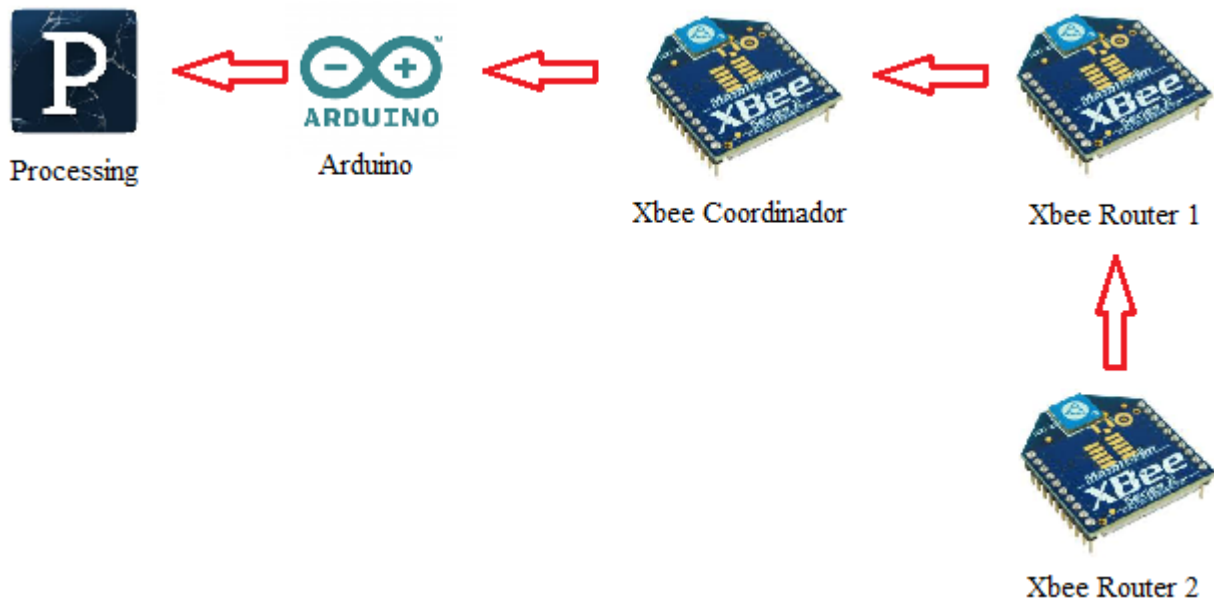 P
ARDUINO
XBee
XBee
Processing
Arduino
Xbee Coordinador
Xbee Router 1
XBee
Xbee Router 2